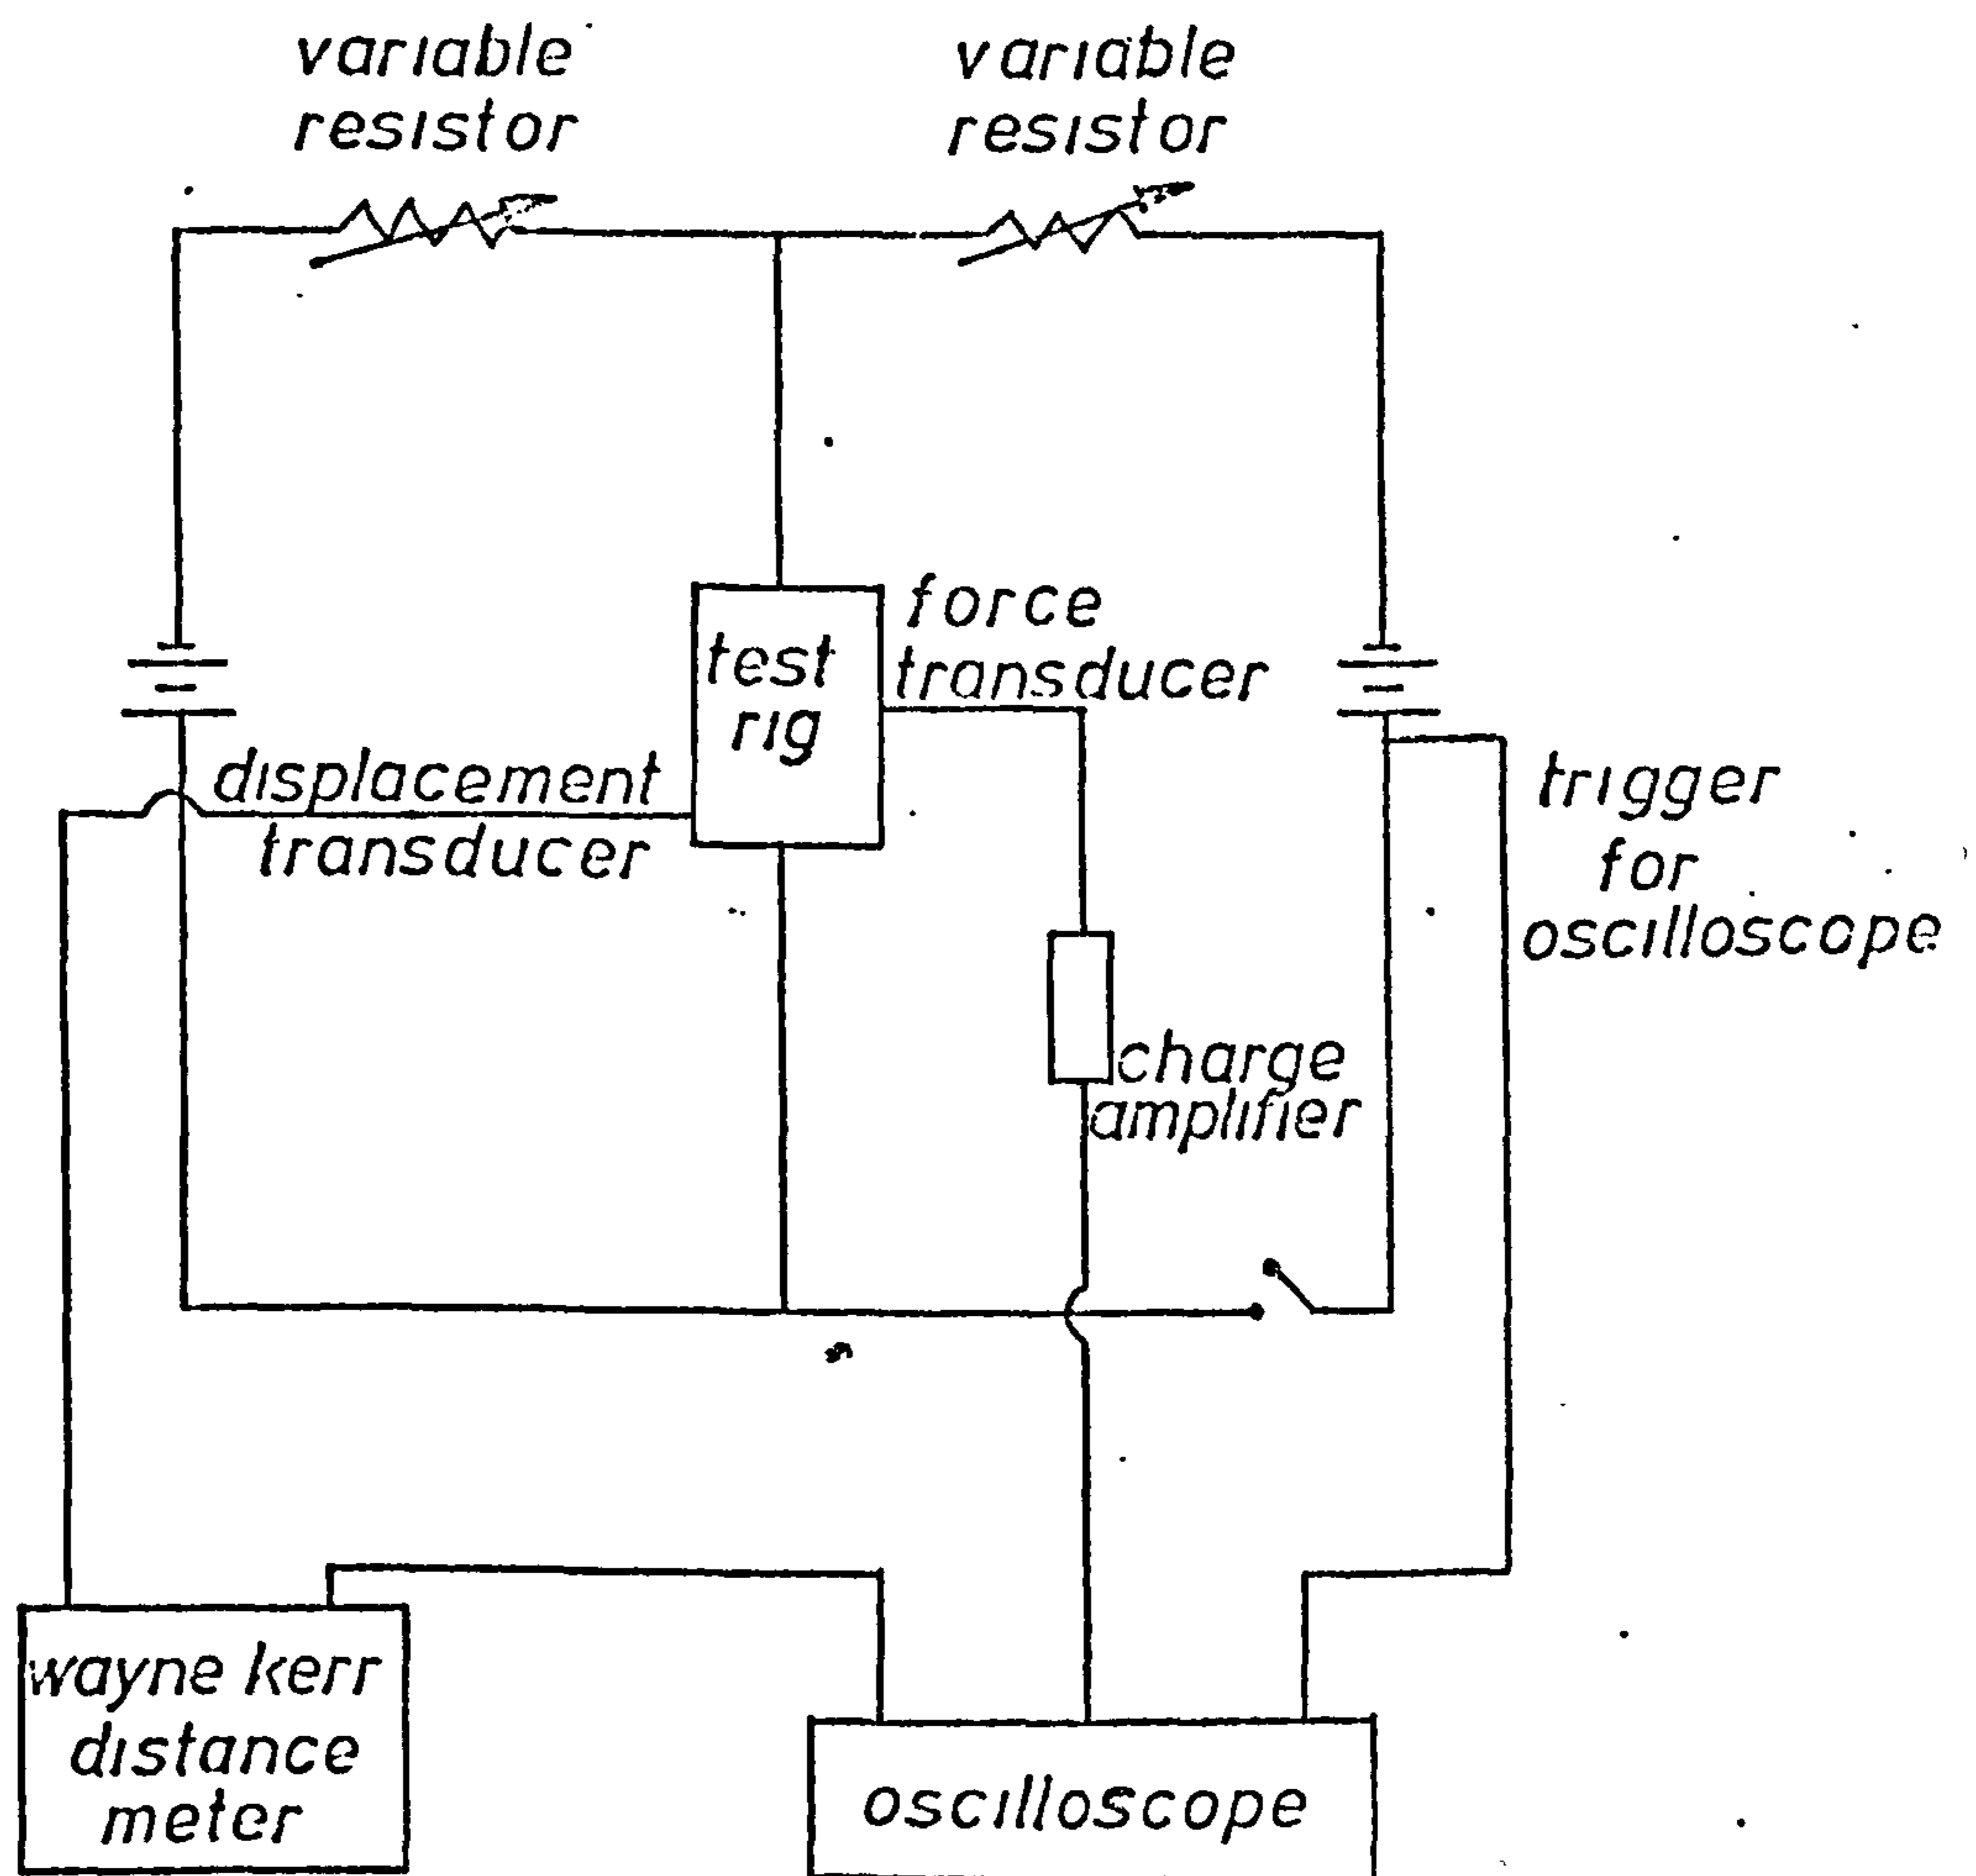 variable
resistor
variable
resistor
test
rig
force
transducer
displacement
transducer
trigger
for
oscilloscope
charge
amplifier
wayne kerr
distance
meter
oscilloscope